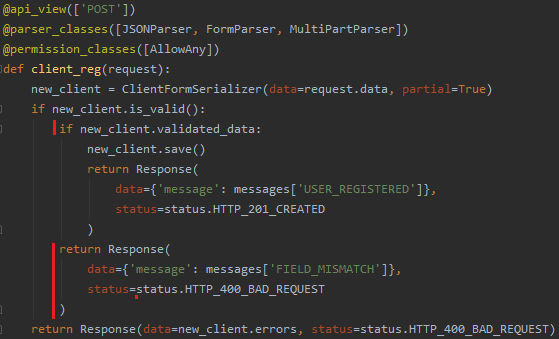 @api_view(['POST'])
@parser_classes([JSONParser, FormParser, MultiPartParser])
@permission_classes([AllowAny])
def client_reg(request):
    new_client = ClientFormSerializer(data=request.data, partial=True)
    if new_client.is_valid():
        if new_client.validated_data:
            new_client.save()
            return Response(
                data={'message': messages['USER_REGISTERED']},
                status=status.HTTP_201_CREATED
            )
        return Response(
            data={'message': messages['FIELD_MISMATCH']},
            status=status.HTTP_400_BAD_REQUEST
        )
    return Response(data=new_client.errors, status=status.HTTP_400_BAD_REQUEST)